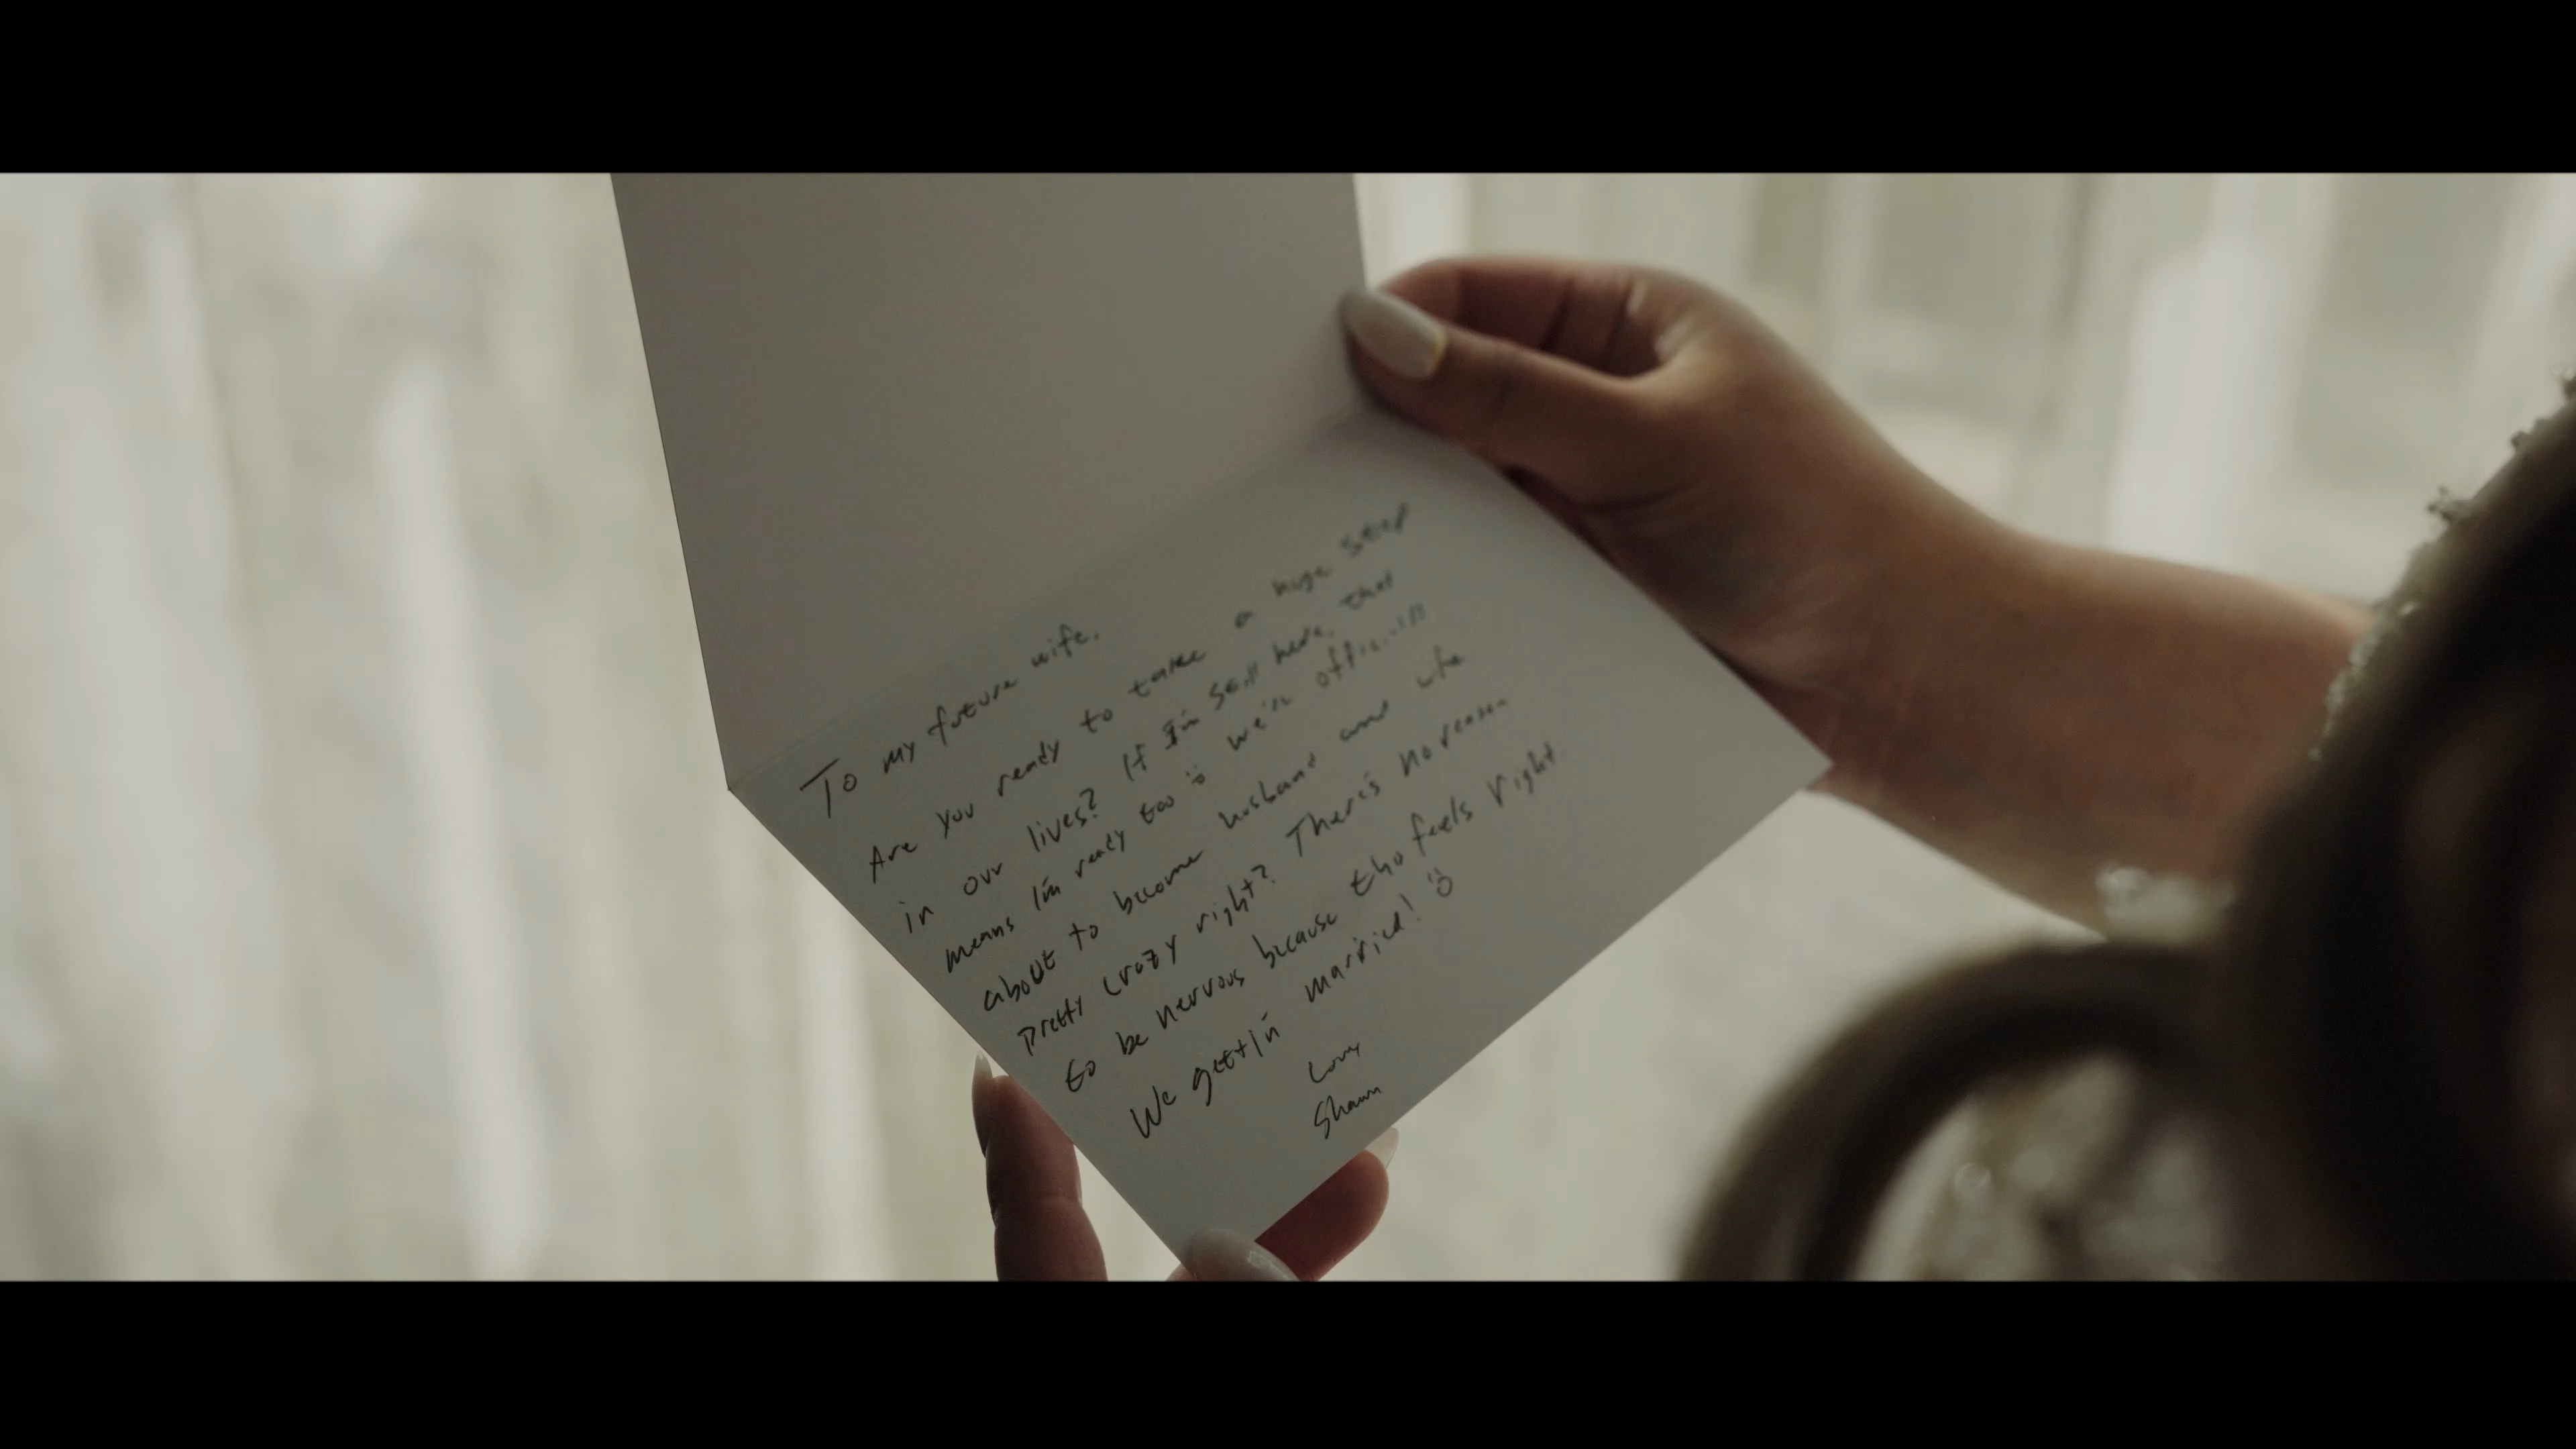 To my future wife,
Are you ready to take a huge step
in our lives? If I'm still here, that
means I'm ready too :) we're officially
about to become husband and wife
pretty crazy right? There's no reason
to be nervous because tho feels right.
We gettin married! :)
Love
Shawn